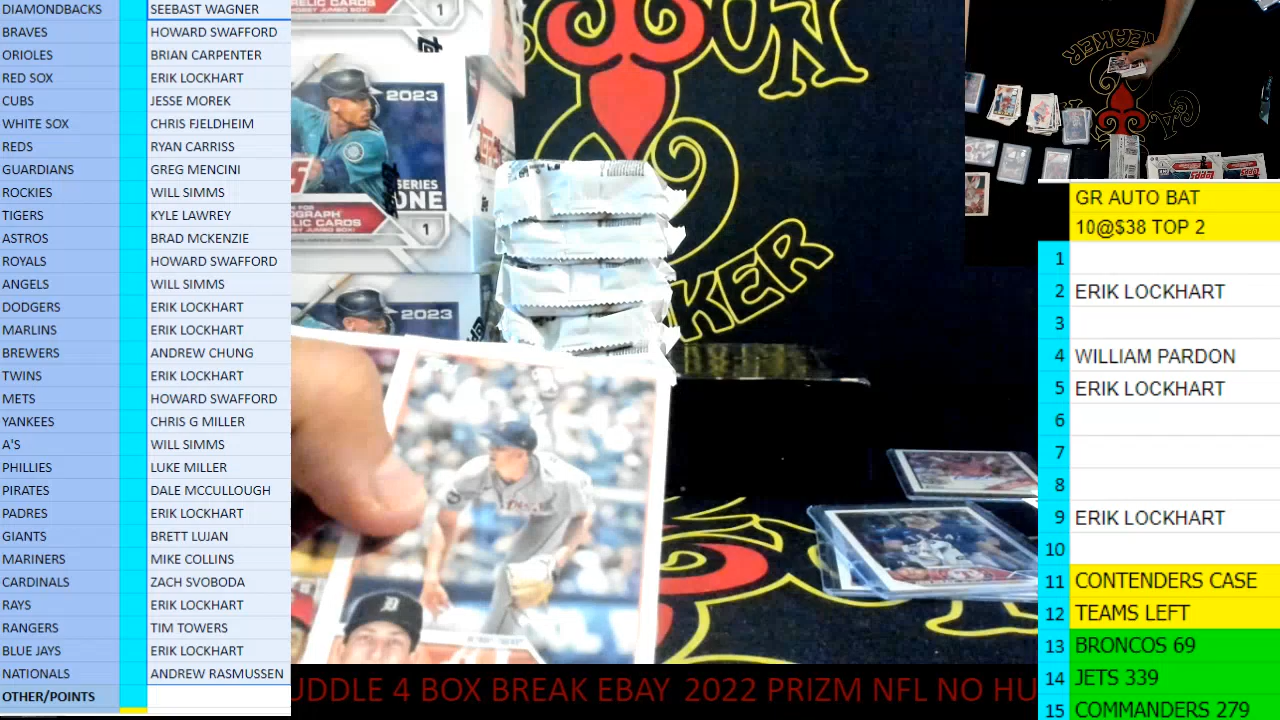 DIAMONDBACKS SEEBAST WAGNER
BRAVES HOWARD SWAFFORD
ORIOLES BRIAN CARPENTER
RED SOX ERIK LOCKHART
CUBS JESSE MOREK
WHITE SOX CHRIS FJELDHEIM
REDS RYAN CARRISS
GUARDIANS GREG MENCINI
ROCKIES WILL SIMMS
TIGERS KYLE LAWREY
ASTROS BRAD MCKENZIE
ROYALS HOWARD SWAFFORD
ANGELS WILL SIMMS
DODGERS ERIK LOCKHART
MARLINS ERIK LOCKHART
BREWERS ANDREW CHUNG
TWINS ERIK LOCKHART
METS HOWARD SWAFFORD
YANKEES CHRIS G MILLER
A'S WILL SIMMS
PHILLIES LUKE MILLER
PIRATES DALE MCCULLOUGH
PADRES ERIK LOCKHART
GIANTS BRETT LUJAN
MARINERS MIKE COLLINS
CARDINALS ZACH SVOBODA
RAYS ERIK LOCKHART
RANGERS TIM TOWERS
BLUE JAYS ERIK LOCKHART
NATIONALS ANDREW RASMUSSEN
OTHER/POINTS
2023
SERIES
ONE
1
2023
ON
KER
GR AUTO BAT
10@$38 TOP 2
1
2 ERIK LOCKHART
3
4 WILLIAM PARDON
5 ERIK LOCKHART
6
7
8
9 ERIK LOCKHART
10
11 CONTENDERS CASE
12 TEAMS LEFT
13 BRONCOS 69
14 JETS 339
15 COMMANDERS 279
UDDLE 4 BOX BREAK EBAY 2022 PRIZM NFL NO HU